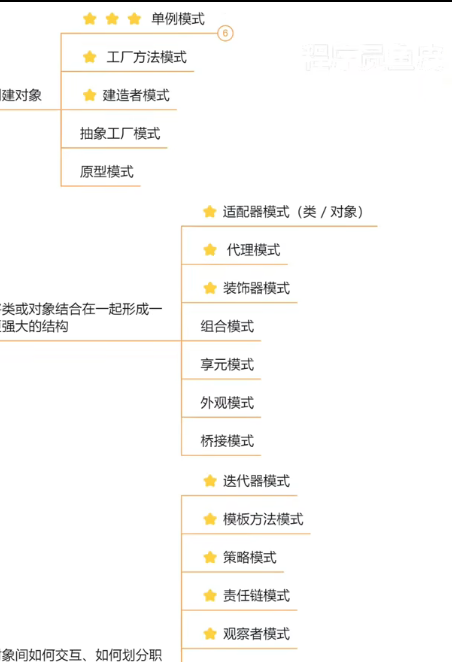 单例模式
6
程序员鱼皮
工厂方法模式
建对象
建造者模式
抽象工厂模式
原型模式
适配器模式（类 / 对象）
代理模式
装饰器模式
类或对象结合在一起形成一
强大的结构
组合模式
享元模式
外观模式
桥接模式
迭代器模式
模板方法模式
策略模式
责任链模式
观察者模式
象间如何交互、如何划分职